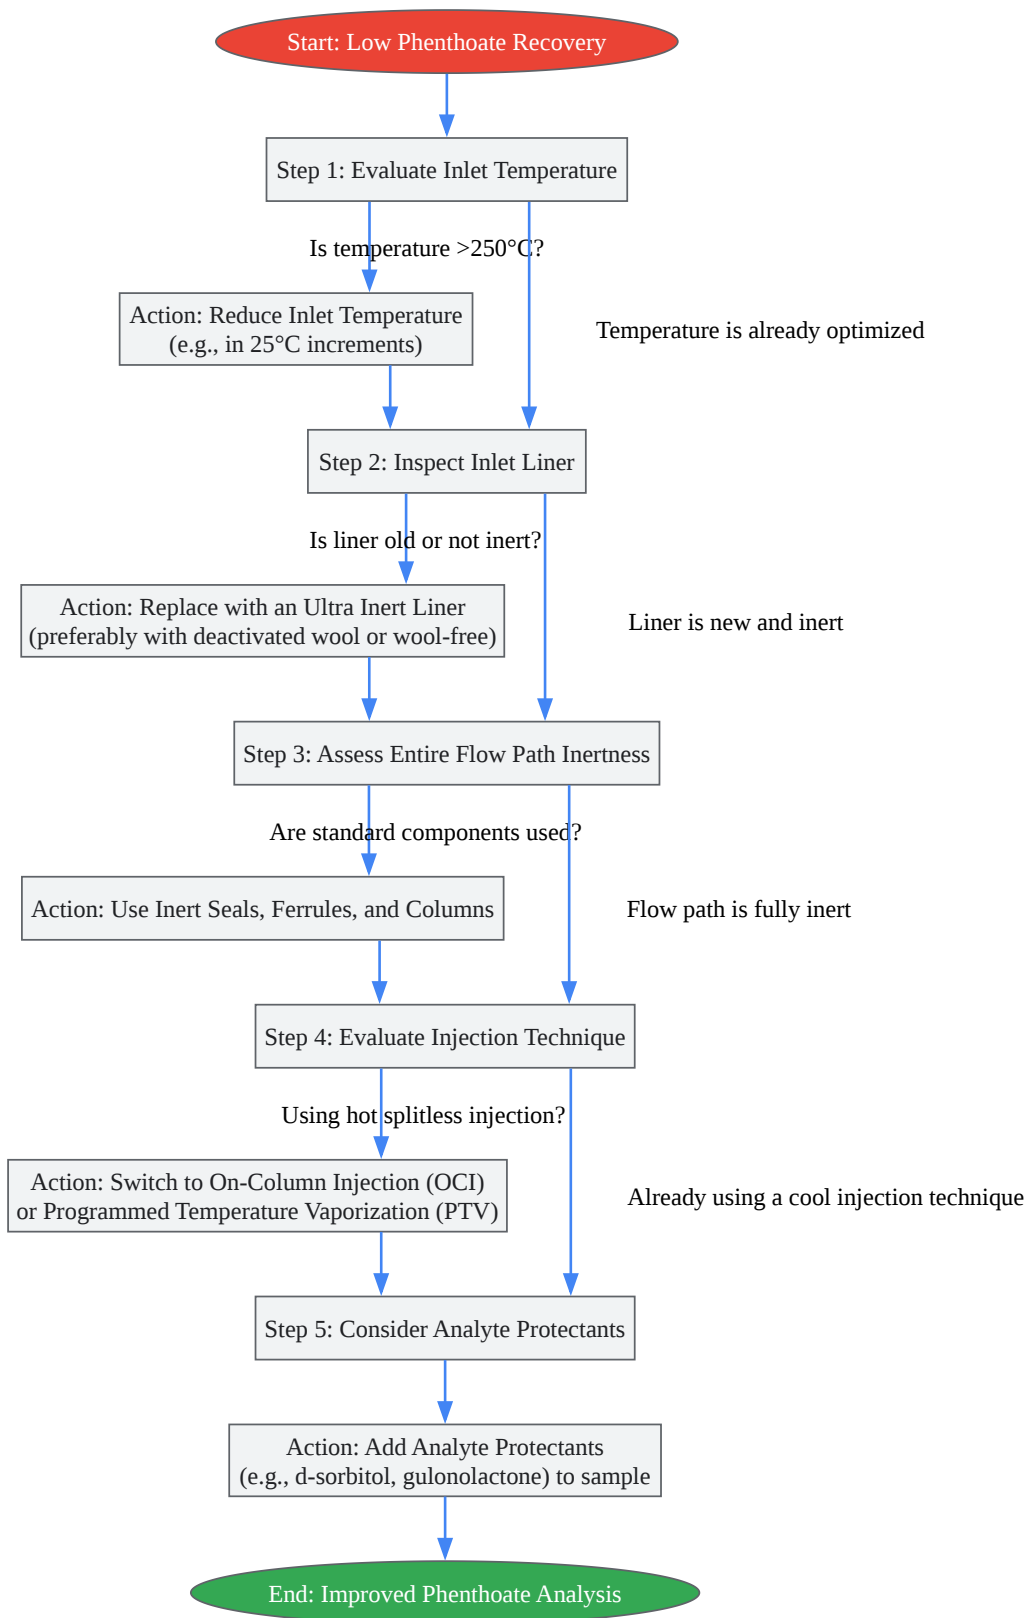 Start: Low Phenthoate Recovery
Step 1: Evaluate Inlet Temperature
Is temperature >250°C?
Action: Reduce Inlet Temperature
(e.g., in 25°C increments)
Temperature is already optimized
Step 2: Inspect Inlet Liner
Is liner old or not inert?
Action: Replace with an Ultra Inert Liner
(preferably with deactivated wool or wool-free)
Liner is new and inert
Step 3: Assess Entire Flow Path Inertness
Are standard components used?
Action: Use Inert Seals, Ferrules, and Columns
Flow path is fully inert
Step 4: Evaluate Injection Technique
Using hot splitless injection?
Action: Switch to On-Column Injection (OCI)
or Programmed Temperature Vaporization (PTV)
Already using a cool injection technique
Step 5: Consider Analyte Protectants
Action: Add Analyte Protectants
(e.g., d-sorbitol, gulonolactone) to sample
End: Improved Phenthoate Analysis